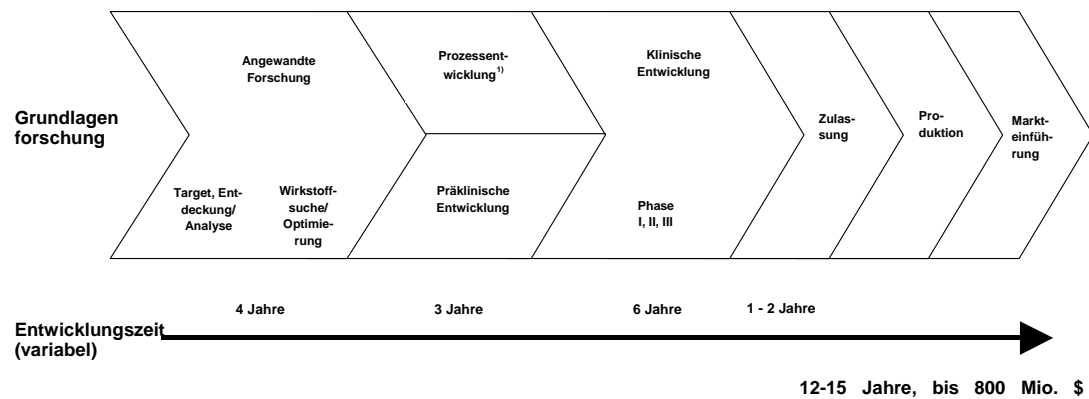 Grundlagen
forschung
Angewandte
Forschung
Target, Ent-
deckung/
Analyse
Wirkstoff-
suche/
Optimie-
rung
Prozessent-
wicklung¹⁾
Präklinische
Entwicklung
Klinische
Entwicklung
Phase
I, II, III
Zulas-
sung
Pro-
duktion
Markt-
einfüh-
rung
Entwicklungszeit
(variabel)
4 Jahre
3 Jahre
6 Jahre
1 - 2 Jahre
12-15 Jahre, bis 800 Mio. $